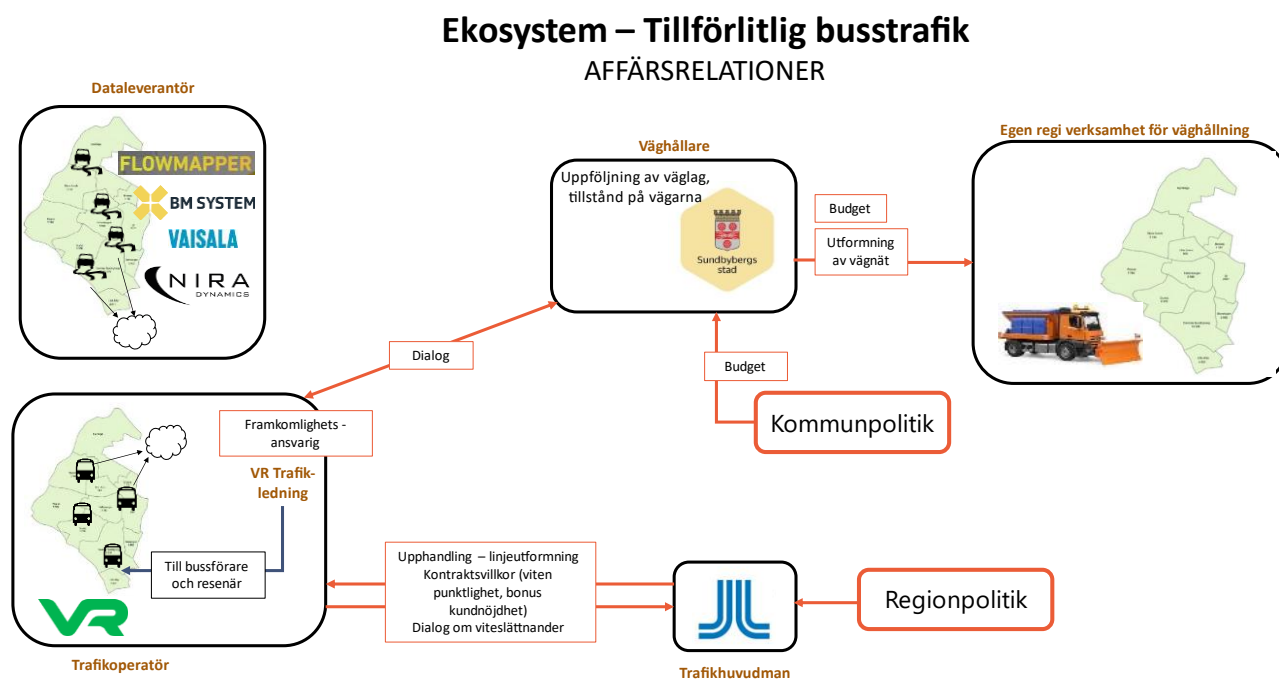 Ekosystem – Tillförlitlig busstrafik
AFFÄRSRELATIONER
Dataleverantör
FLOWMAPPER
BM SYSTEM
VAISALA
NIRA
DYNAMICS
Väghållare
Uppföljning av väglag,
tillstånd på vägarna
Sundbybergs
stad
Budget
Utformning
av vägnät
Egen regi verksamhet för väghållning
Dialog
Budget
Kommunpolitik
Framkomlighets -
ansvarig
VR Trafik-
ledning
Till bussförare
och resenär
VR
Trafikoperatör
Upphandling – linjeutformning
Kontraktsvillkor (viten
punktlighet, bonus
kundnöjdhet)
Dialog om viteslättnander
Trafikhuvudman
Regionpolitik